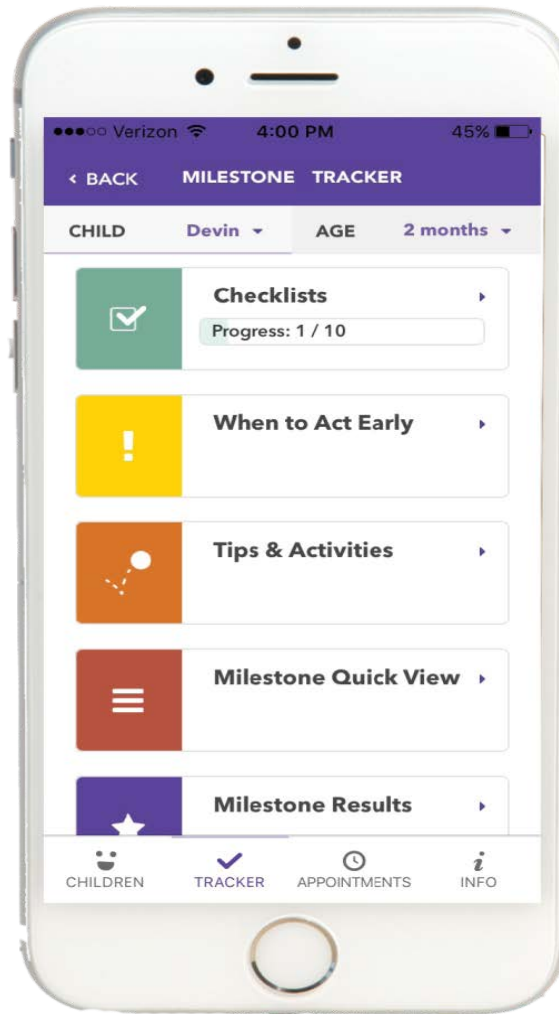 Verizon 4:00 PM 45%
< BACK MILESTONE TRACKER
CHILD Devin AGE 2 months
Checklists
Progress: 1 / 10
When to Act Early
Tips & Activities
Milestone Quick View
Milestone Results
CHILDREN TRACKER APPOINTMENTS INFO